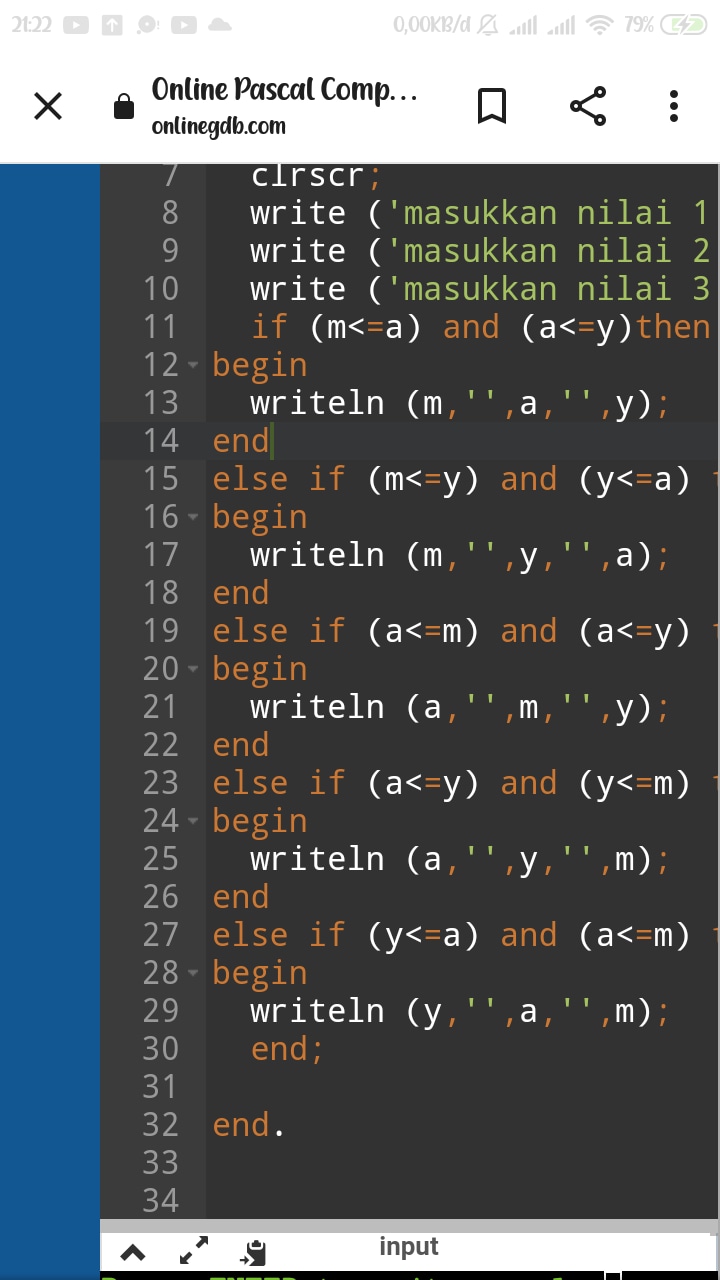 21:22 0,00KB/d 79%
Online Pascal Comp...
onlinegdb.com
7 clrscr;
8 write ('masukkan nilai 1
9 write ('masukkan nilai 2
10 write ('masukkan nilai 3
11 if (m<=a) and (a<=y)then
12 begin
13 writeln (m,'',a,'',y);
14 end
15 else if (m<=y) and (y<=a)
16 begin
17 writeln (m,'',y,'',a);
18 end
19 else if (a<=m) and (a<=y)
20 begin
21 writeln (a,'',m,'',y);
22 end
23 else if (a<=y) and (y<=m)
24 begin
25 writeln (a,'',y,'',m);
26 end
27 else if (y<=a) and (a<=m)
28 begin
29 writeln (y,'',a,'',m);
30 end;
31
32 end.
33
34
input